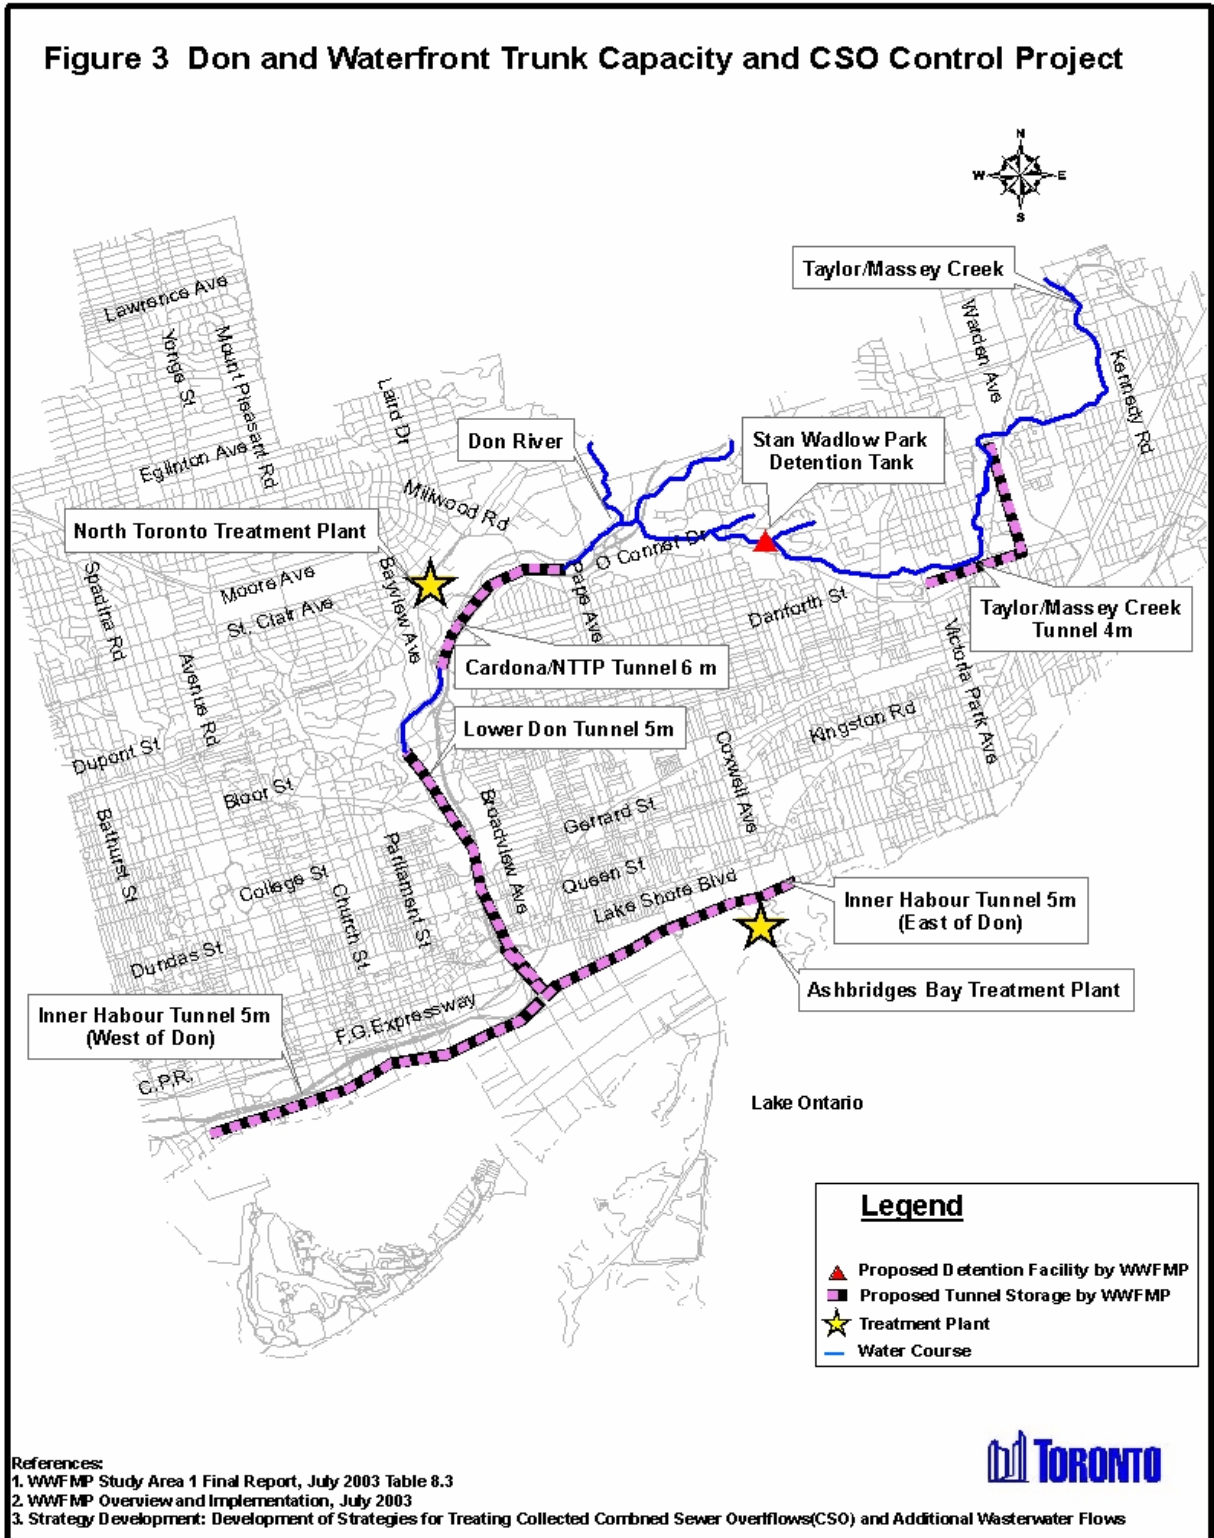 Figure 3 Don and Waterfront Trunk Capacity and CSO Control Project
N
W
E
S
Taylor/Massey Creek
Lawrence Ave
Yonge St
Mount Pleasant Rd
Warden Ave
Kennedy Rd
Laird Dr
Don River
Stan Wadlow Park
Detention Tank
Eglinton Ave
Millwood Rd
North Toronto Treatment Plant
O Conner Dr
Spadina Rd
Moore Ave
St. Clair Ave
Bayview Ave
Pape Ave
Danforth St
Taylor/Massey Creek
Tunnel 4m
Victoria Park Ave
Avenue Rd
Cardona/NTTP Tunnel 6 m
Lower Don Tunnel 5m
Kingston Rd
Dupont St
Bloor St
Coxwell Ave
Bathurst St
Broadview Ave
Gerrard St
Parliament St
College St
Church St
Queen St
Lake Shore Blvd
Inner Habour Tunnel 5m
(East of Don)
Dundas St
Ashbridges Bay Treatment Plant
Inner Habour Tunnel 5m
(West of Don)
F.G.Expressway
C.P.R.
Lake Ontario
Legend
Proposed Detention Facility by WWFMP
Proposed Tunnel Storage by WWFMP
Treatment Plant
Water Course
TORONTO
References:
1. WWFMP Study Area 1 Final Report, July 2003 Table 8.3
2. WWFMP Overview and Implementation, July 2003
3. Strategy Development: Development of Strategies for Treating Collected Combned Sewer Overlflows(CSO) and Additional Wasterwater Flows